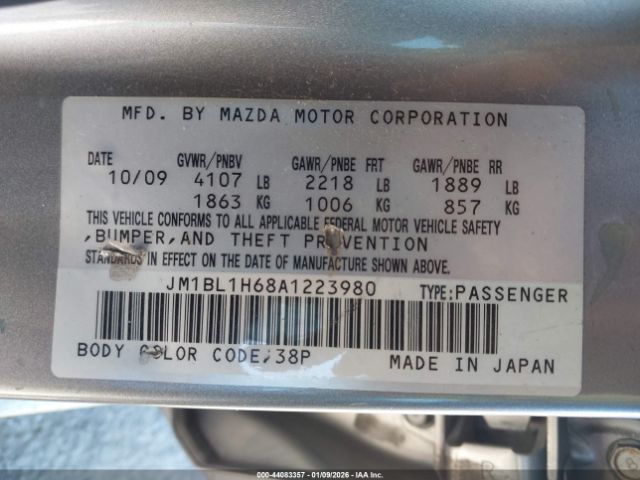 MFD. BY MAZDA MOTOR CORPORATION
DATE GVWR/PNBV GAWR/PNBE FRT GAWR/PNBE RR
10/09 4107 LB 2218 LB 1889 LB
1863 KG 1006 KG 857 KG
THIS VEHICLE CONFORMS TO ALL APPLICABLE FEDERAL MOTOR VEHICLE SAFETY
,BUMPER,AND THEFT PREVENTION
STANDARDS IN EFFECT ON THE DATE OF MANUFACTURE SHOWN ABOVE.
JM1BL1H68A1223980 TYPE:PASSENGER
BODY COLOR CODE;38P MADE IN JAPAN
R
000-44083357 | 01/09/2026 - IAAI.COM